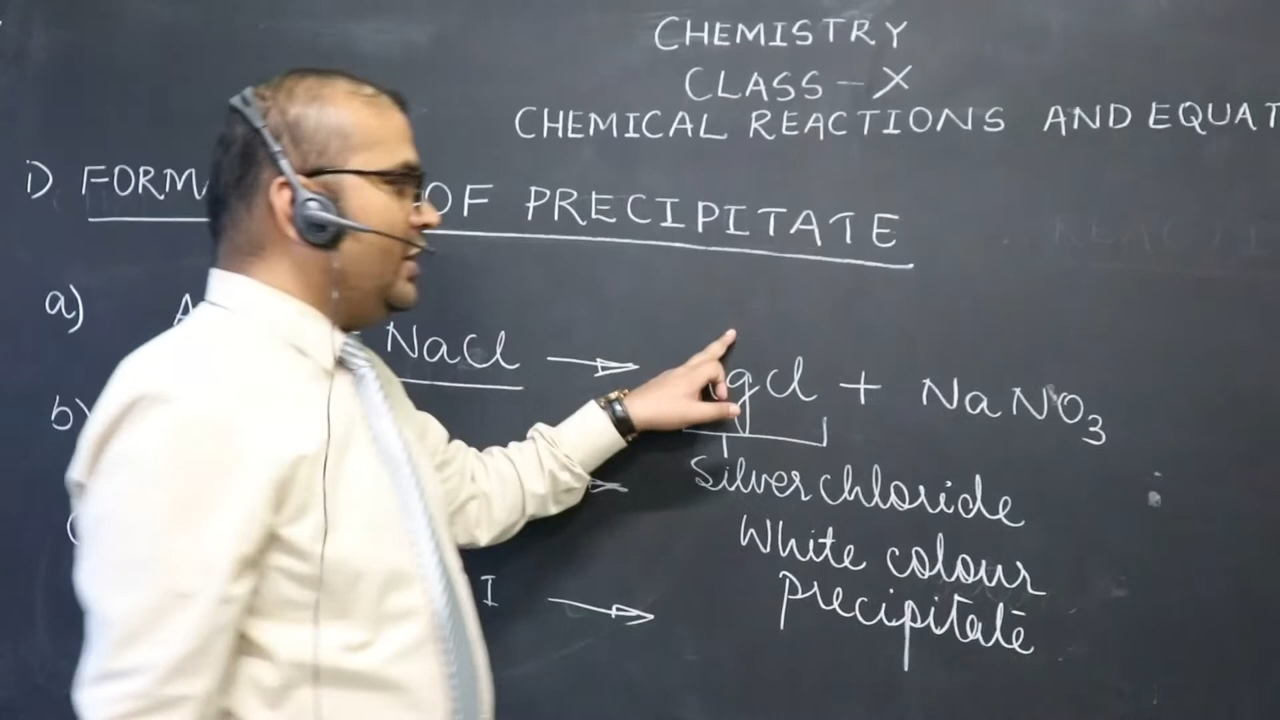 CHEMISTRY
CLASS - X
CHEMICAL REACTIONS AND EQUAT
i) FORM OF PRECIPITATE
a) A NaCl → gCl + NaNO3
b)
Silver chloride
White colour
precipitate
I →